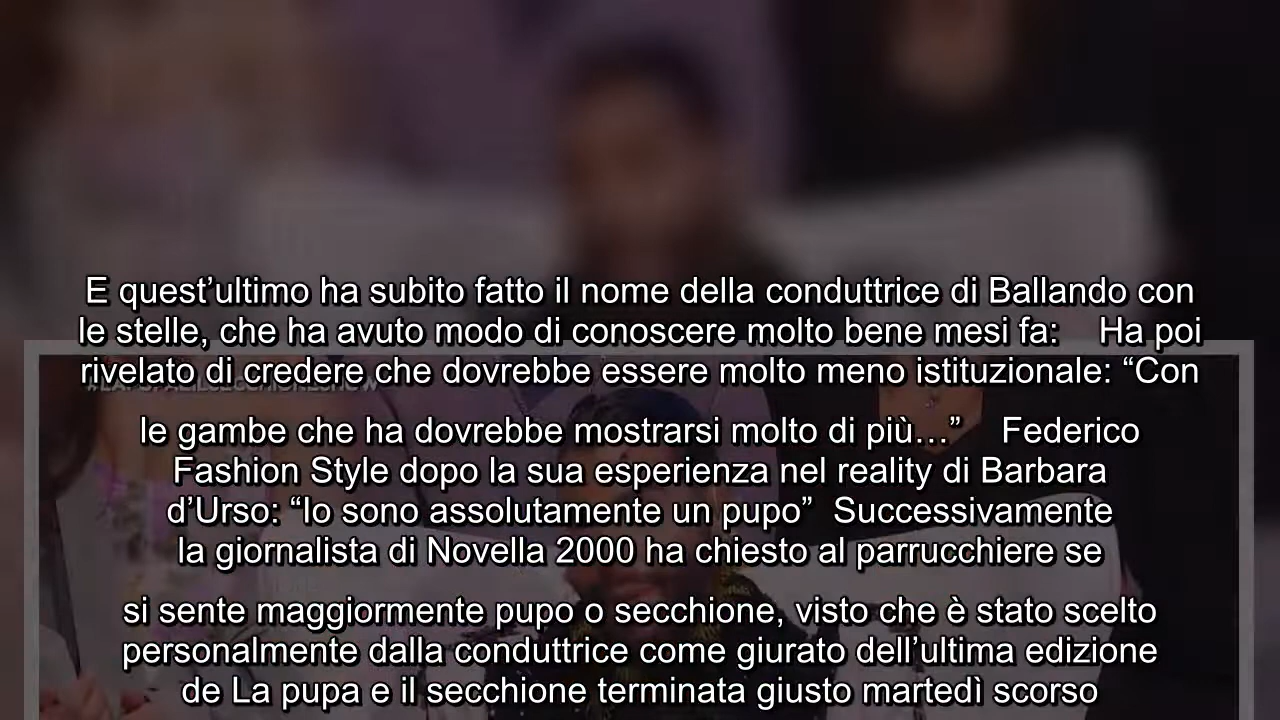 E quest’ultimo ha subito fatto il nome della conduttrice di Ballando con
le stelle, che ha avuto modo di conoscere molto bene mesi fa: Ha poi
rivelato di credere che dovrebbe essere molto meno istituzionale: “Con
le gambe che ha dovrebbe mostrarsi molto di più…” Federico
Fashion Style dopo la sua esperienza nel reality di Barbara
d’Urso: “Io sono assolutamente un pupo” Successivamente
la giornalista di Novella 2000 ha chiesto al parrucchiere se
si sente maggiormente pupo o secchione, visto che è stato scelto
personalmente dalla conduttrice come giurato dell’ultima edizione
de La pupa e il secchione terminata giusto martedì scorso